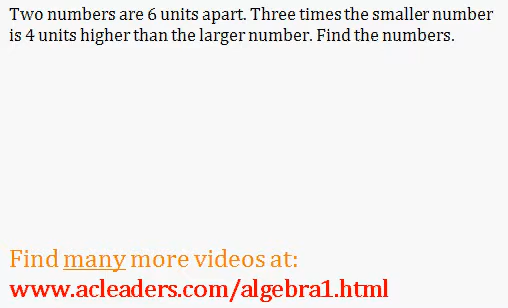 Two numbers are 6 units apart. Three times the smaller number
is 4 units higher than the larger number. Find the numbers.
Find many more videos at:
www.acleaders.com/algebra1.html